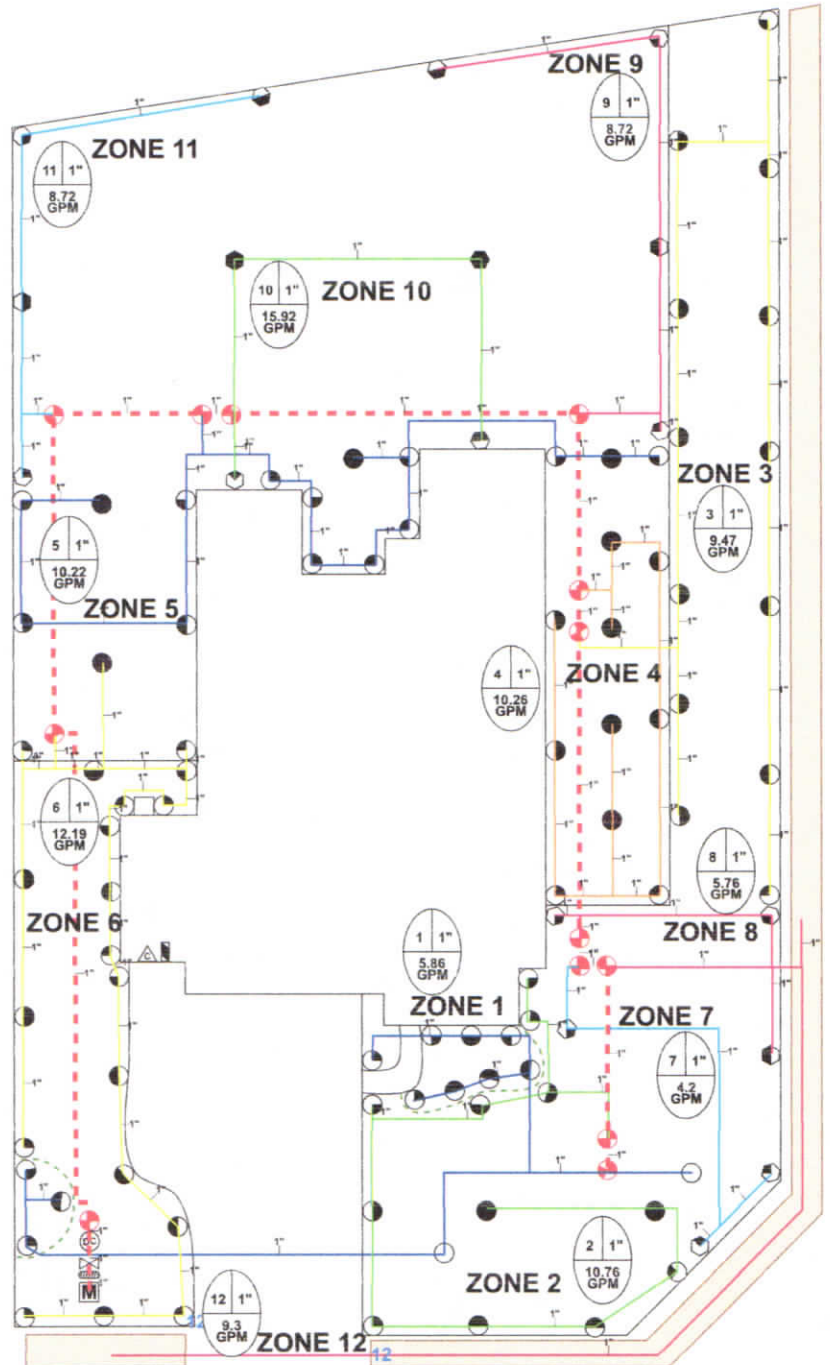 ZONE 9
9 1"
8.72
GPM
ZONE 11
11 1"
8.72
GPM
ZONE 10
10 1"
15.92
GPM
ZONE 3
3 1"
9.47
GPM
5 1"
10.22
GPM
ZONE 5
ZONE 4
4 1"
10.26
GPM
6 1"
12.19
GPM
ZONE 6
8 1"
5.76
GPM
ZONE 8
1 1"
5.86
GPM
ZONE 1
C
ZONE 7
7 1"
4.2
GPM
2 1"
10.76
GPM
ZONE 2
M
12 1"
9.3
GPM
12
ZONE 12
12
1"